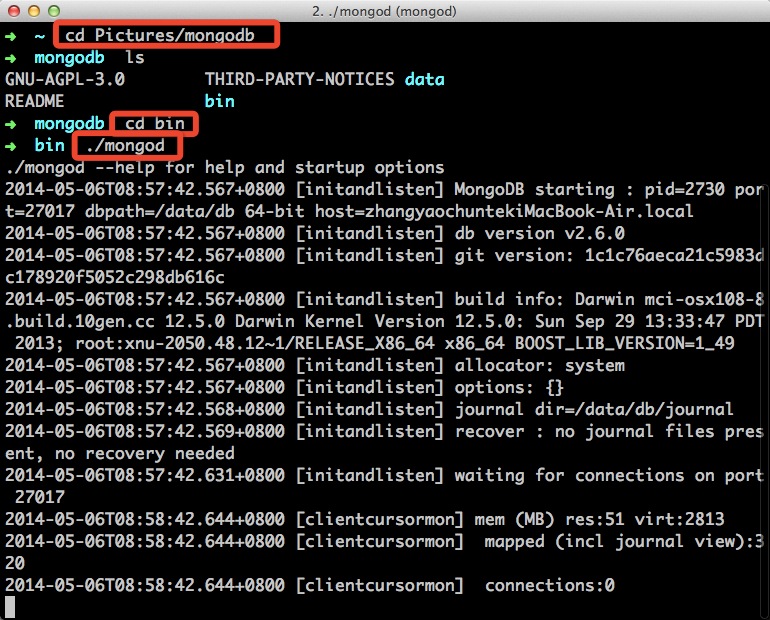 2. ./mongod (mongod)
➜ ~ cd Pictures/mongodb
➜ mongodb ls
GNU-AGPL-3.0 THIRD-PARTY-NOTICES data
README bin
➜ mongodb cd bin
➜ bin ./mongod
./mongod --help for help and startup options
2014-05-06T08:57:42.567+0800 [initandlisten] MongoDB starting : pid=2730 por
t=27017 dbpath=/data/db 64-bit host=zhangyaochuntekiMacBook-Air.local
2014-05-06T08:57:42.567+0800 [initandlisten] db version v2.6.0
2014-05-06T08:57:42.567+0800 [initandlisten] git version: 1c1c76aeca21c5983d
c178920f5052c298db616c
2014-05-06T08:57:42.567+0800 [initandlisten] build info: Darwin mci-osx108-8
.build.10gen.cc 12.5.0 Darwin Kernel Version 12.5.0: Sun Sep 29 13:33:47 PDT
2013; root:xnu-2050.48.12~1/RELEASE_X86_64 x86_64 BOOST_LIB_VERSION=1_49
2014-05-06T08:57:42.567+0800 [initandlisten] allocator: system
2014-05-06T08:57:42.567+0800 [initandlisten] options: {}
2014-05-06T08:57:42.568+0800 [initandlisten] journal dir=/data/db/journal
2014-05-06T08:57:42.569+0800 [initandlisten] recover : no journal files pres
ent, no recovery needed
2014-05-06T08:57:42.631+0800 [initandlisten] waiting for connections on port
27017
2014-05-06T08:58:42.644+0800 [clientcursormon] mem (MB) res:51 virt:2813
2014-05-06T08:58:42.644+0800 [clientcursormon]  mapped (incl journal view):3
20
2014-05-06T08:58:42.644+0800 [clientcursormon]  connections:0